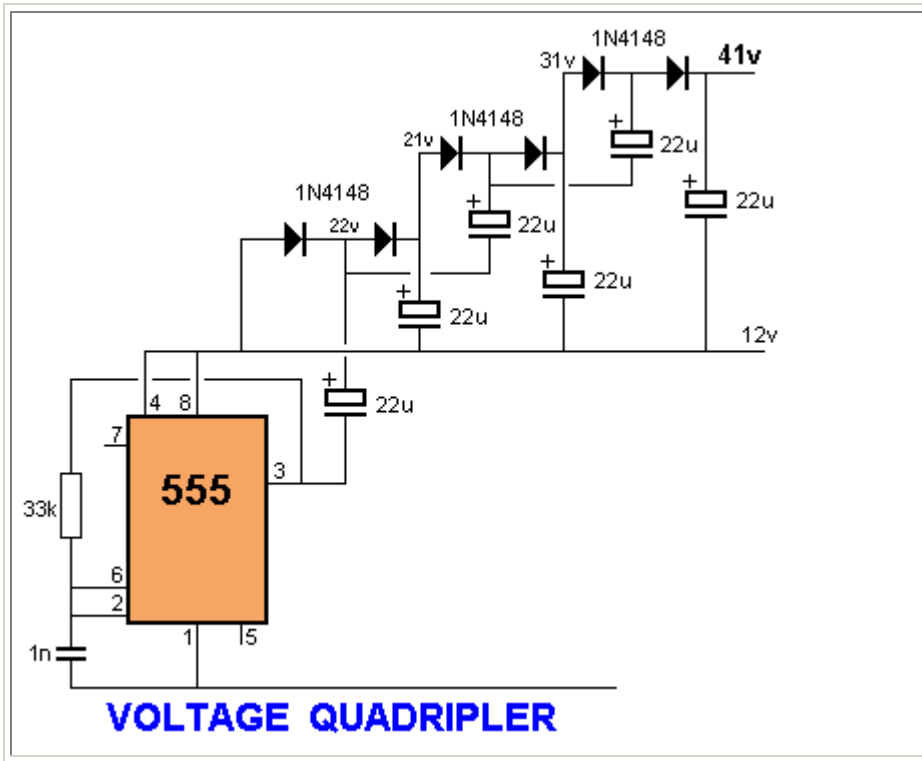 1N4148
41v
31v
22u
1N4148
21v
22u
+
+
1N4148
22v
22u
+
22u
+
22u
+
12v
22u
+
4 8
7
3
555
33k
6
2
1
5
1n
VOLTAGE QUADRIPLER